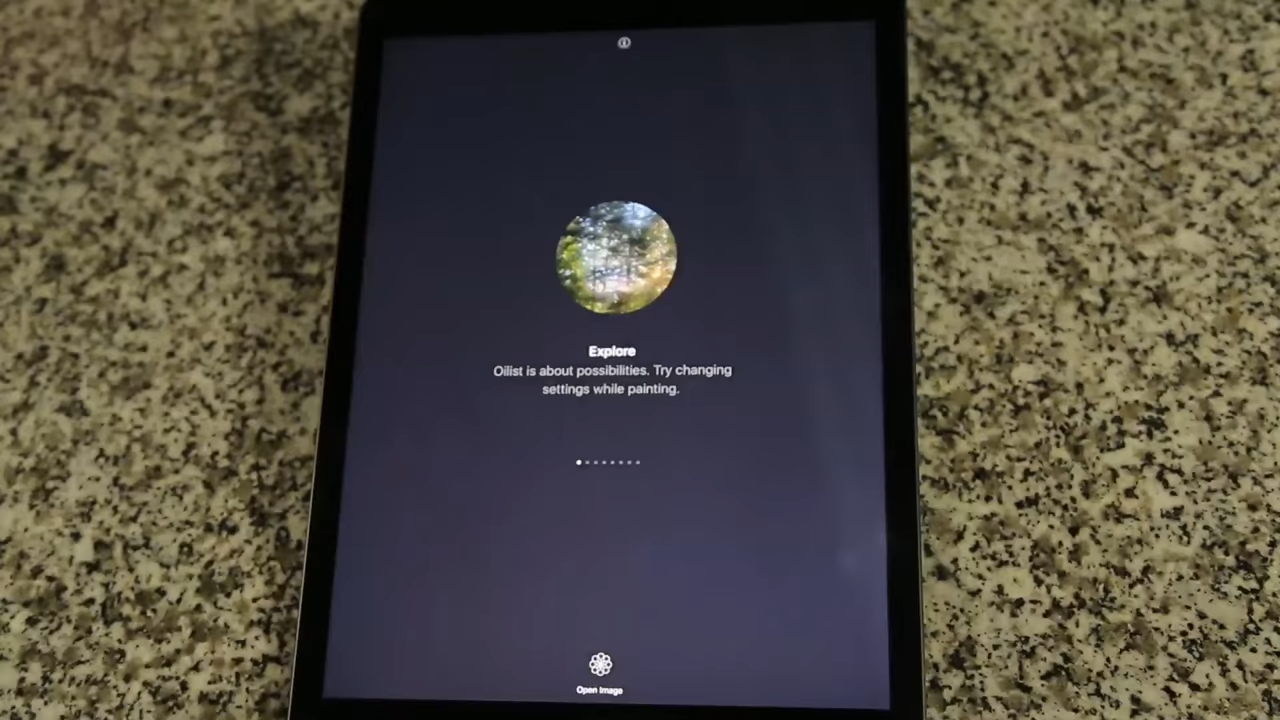 Explore
Oilist is about possibilities. Try changing
settings while painting.
Open Image